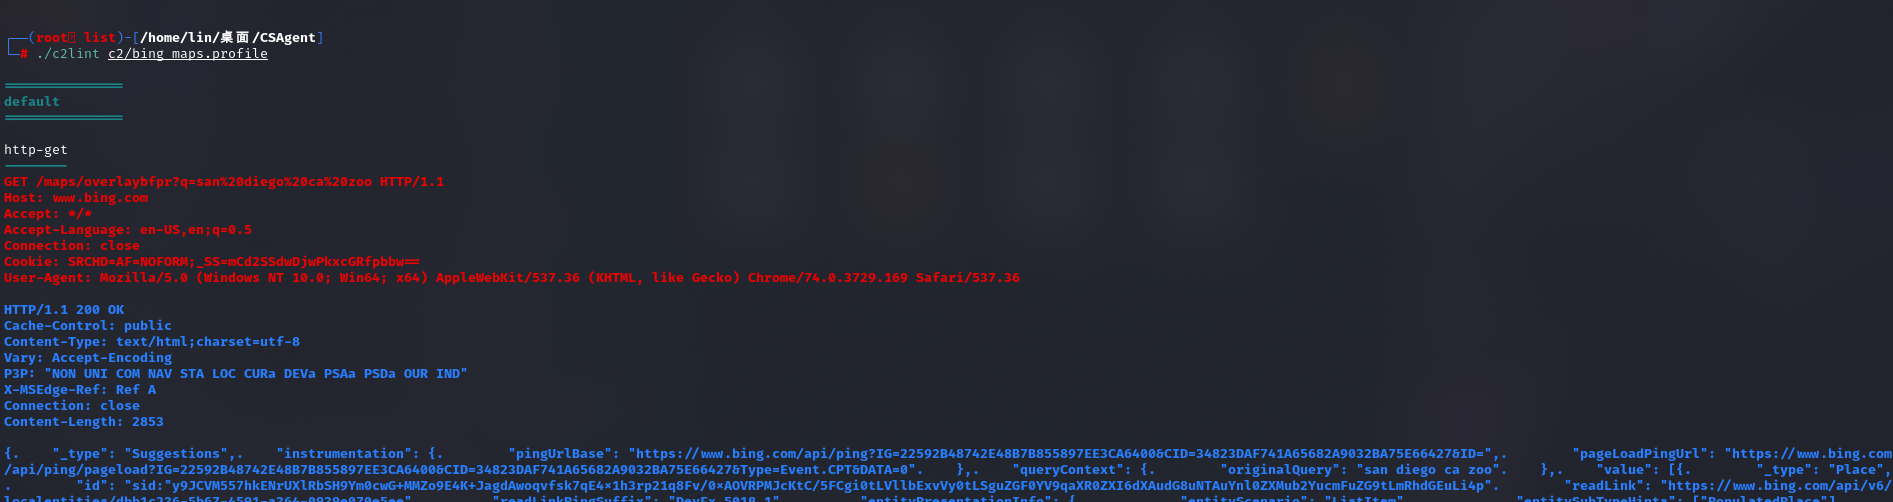 (root㉿ list)-[/home/lin/桌面/CSAgent]
# ./c2lint c2/bing_maps.profile
===============
default
===============
http-get
--------
GET /maps/overlaybfpr?q=san%20diego%20ca%20zoo HTTP/1.1
Host: www.bing.com
Accept: */*
Accept-Language: en-US,en;q=0.5
Connection: close
Cookie: SRCHD=AF=NOFORM;_SS=mCd2SSdwDjwPkxcGRfpbbw==
User-Agent: Mozilla/5.0 (Windows NT 10.0; Win64; x64) AppleWebKit/537.36 (KHTML, like Gecko) Chrome/74.0.3729.169 Safari/537.36
HTTP/1.1 200 OK
Cache-Control: public
Content-Type: text/html;charset=utf-8
Vary: Accept-Encoding
P3P: "NON UNI COM NAV STA LOC CURa DEVa PSAa PSDa OUR IND"
X-MSEdge-Ref: Ref A
Connection: close
Content-Length: 2853
{.    "_type": "Suggestions",.    "instrumentation": {.        "pingUrlBase": "https://www.bing.com/api/ping?IG=22592B48742E48B7B855897EE3CA6400&CID=34823DAF741A65682A9032BA75E66427&ID=",.        "pageLoadPingUrl": "https://www.bing.com
/api/ping/pageload?IG=22592B48742E48B7B855897EE3CA6400&CID=34823DAF741A65682A9032BA75E66427&Type=Event.CPT&DATA=0".    },.    "queryContext": {.        "originalQuery": "san diego ca zoo".    },.    "value": [{.        "_type": "Place",
.        "id": "sid:"y9JCVM557hkENrUXlRbSH9Ym0cwG+MMZo9E4K+JagdAwoqvfsk7qE4×1h3rp21q8Fv/0×AOVRPMJcKtC/5FCgi0tLVllbExvVy0tLSguZGF0YV9qaXR0ZXI6dXAudG8uNTAuYnl0ZXMub2YucmFuZG9tLmRhdGEuLi4p".        "readLink": "https://www.bing.com/api/v6/